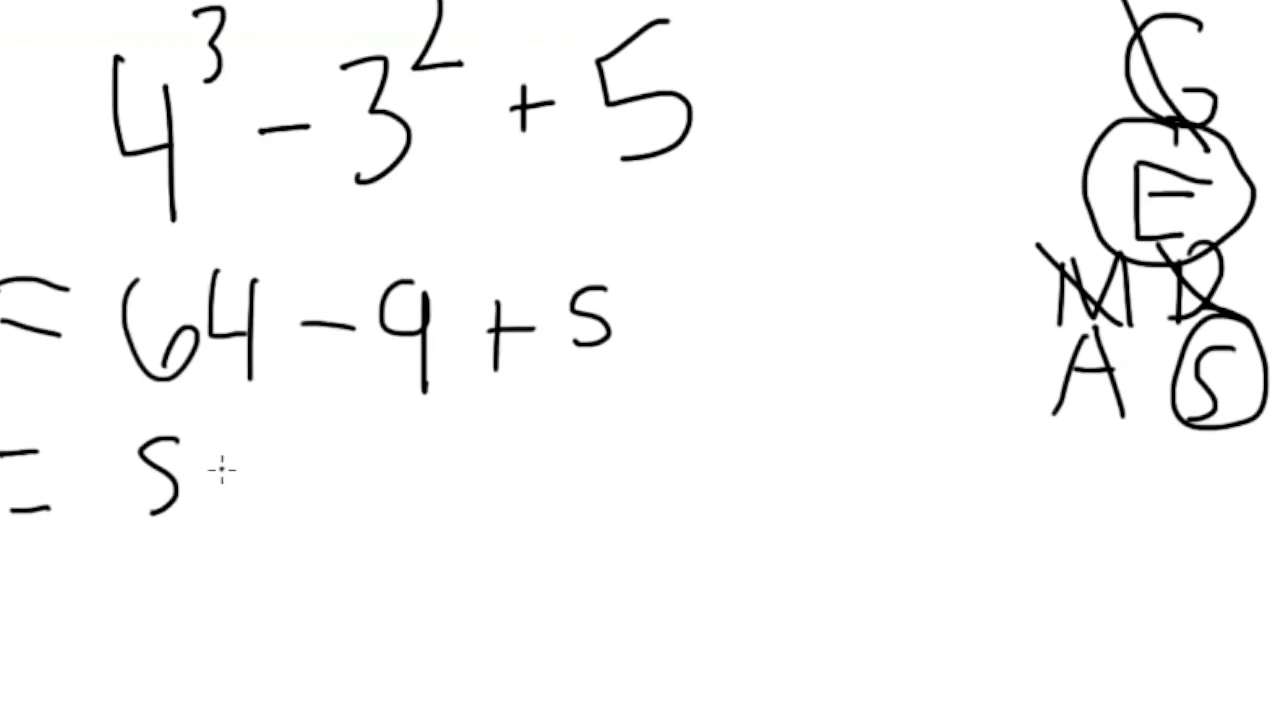 4³ - 3² + 5
= 64 - 9 + 5
= 5
G
E
M D
A S